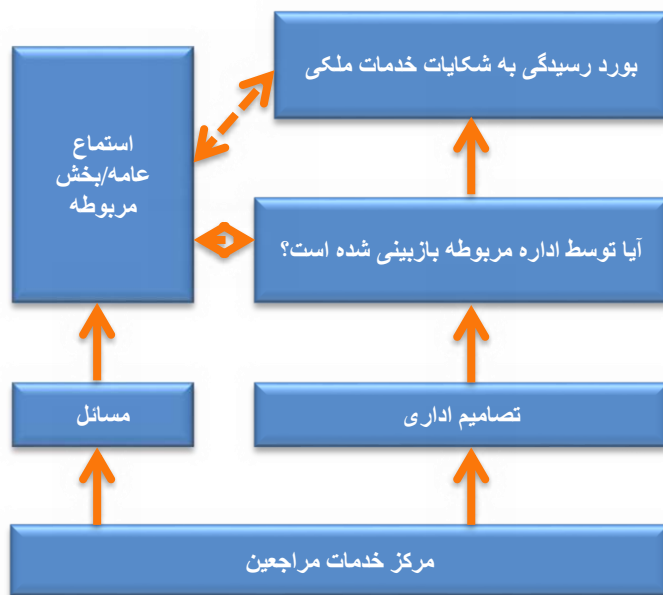 بورد رسیدگی به شکایات خدمات ملکی
استماع
عامه/بخش
مربوطه
آیا توسط اداره مربوطه بازبینی شده است؟
تصامیم اداری
مسائل
مرکز خدمات مراجعین